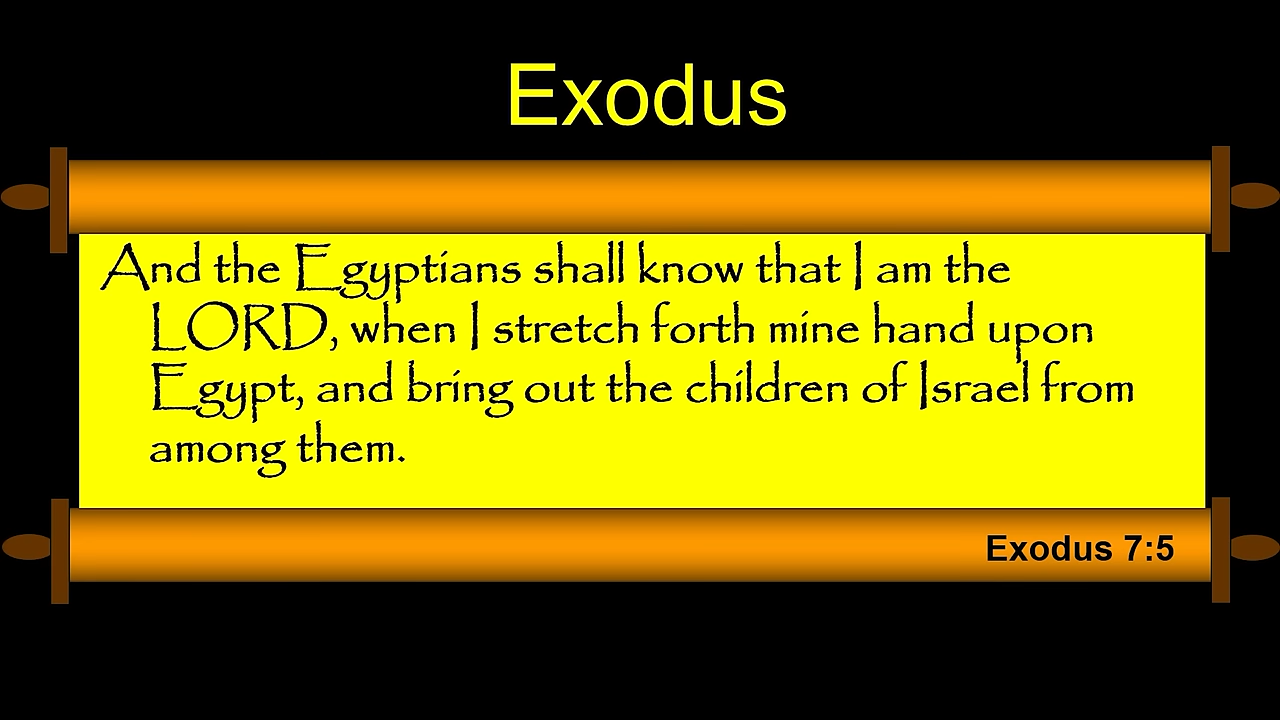 Exodus
And the Egyptians shall know that I am the
LORD, when I stretch forth mine hand upon
Egypt, and bring out the children of Israel from
among them.
Exodus 7:5